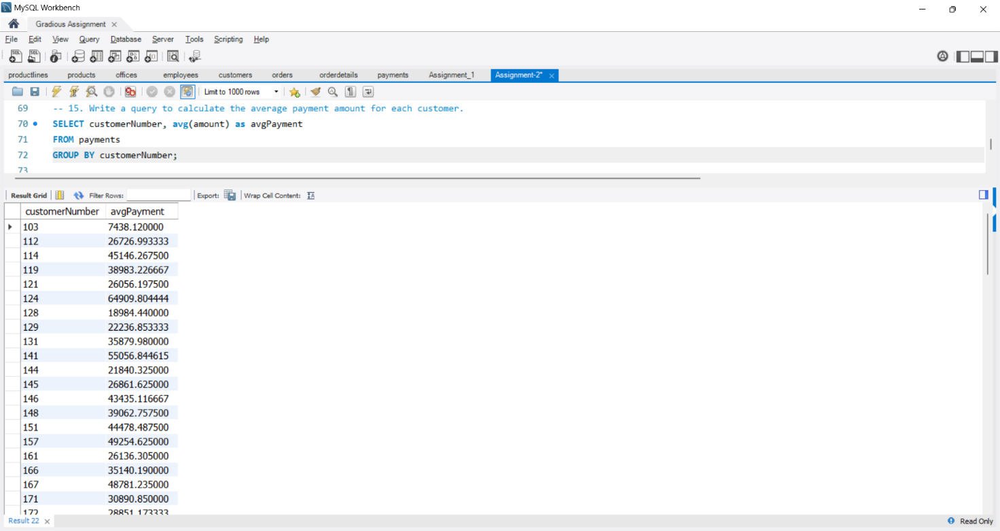 MySQL Workbench
Gradious Assignment
File Edit View Query Database Server Tools Scripting Help
productlines products offices employees customers orders orderdetails payments Assignment_1 Assignment-2*
Limit to 1000 rows
69 -- 15. Write a query to calculate the average payment amount for each customer.
70 SELECT customerNumber, avg(amount) as avgPayment
71 FROM payments
72 GROUP BY customerNumber;
73
Result Grid Filter Rows: Export: Wrap Cell Content:
customerNumber avgPayment
103 7438.120000
112 26726.993333
114 45146.267500
119 38983.226667
121 26056.197500
124 64909.804444
128 18984.440000
129 22236.853333
131 35879.980000
141 55056.844615
144 21840.325000
145 26861.625000
146 43435.116667
148 39062.757500
151 44478.487500
157 49254.625000
161 26136.305000
166 35140.190000
167 48781.235000
171 30890.850000
172 28851.173333
Result 22 Read Only